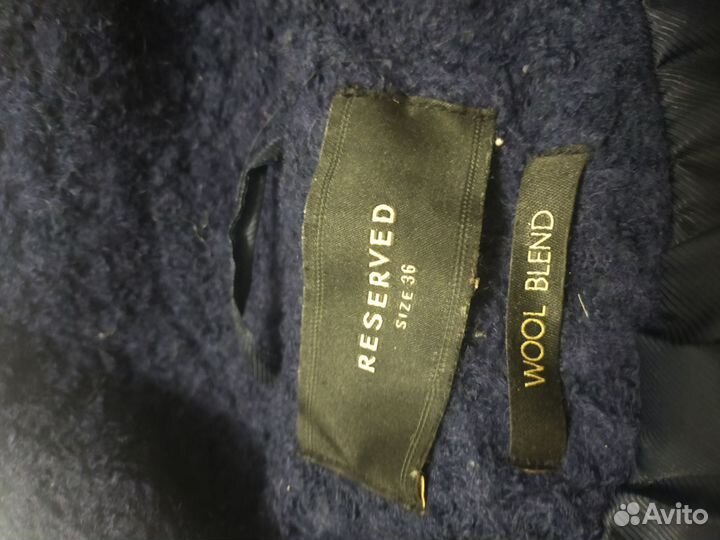 RESERVED
SIZE 36
WOOL BLEND
Avito